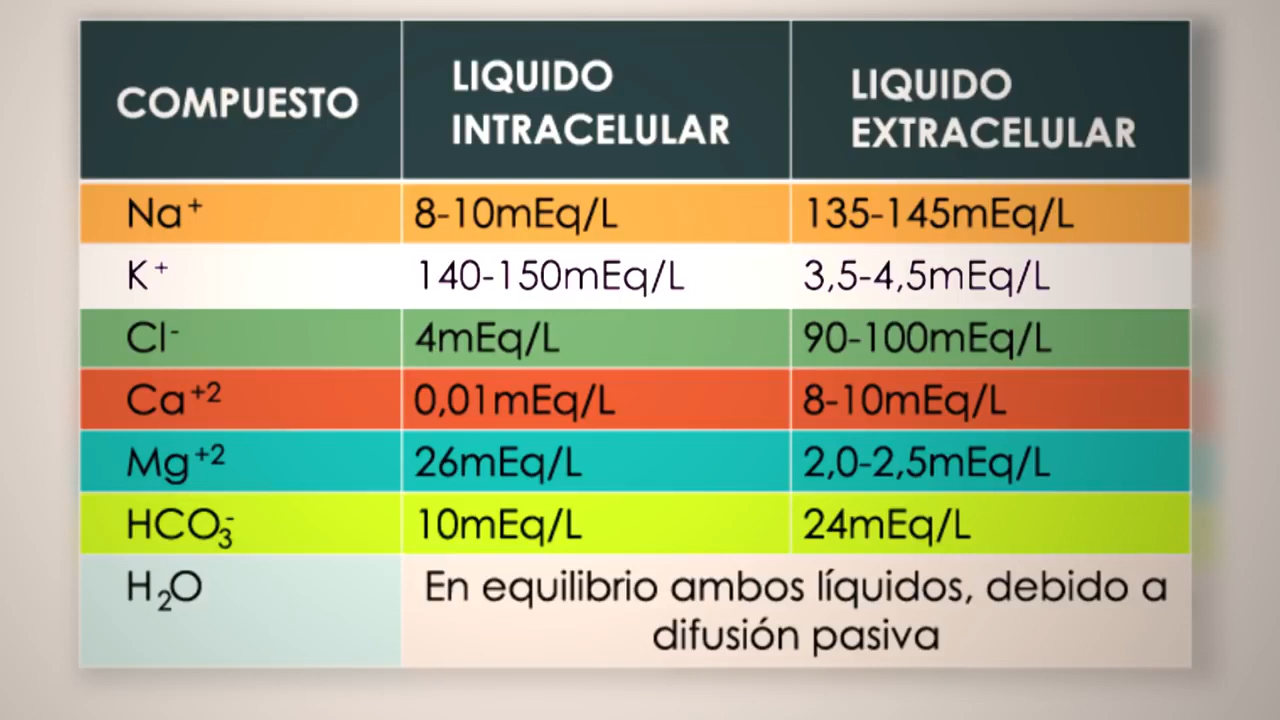 COMPUESTO
LIQUIDO
INTRACELULAR
LIQUIDO
EXTRACELULAR
Na⁺ 8-10mEq/L 135-145mEq/L
K⁺ 140-150mEq/L 3,5-4,5mEq/L
Cl⁻ 4mEq/L 90-100mEq/L
Ca⁺² 0,01mEq/L 8-10mEq/L
Mg⁺² 26mEq/L 2,0-2,5mEq/L
HCO₃⁻ 10mEq/L 24mEq/L
H₂O En equilibrio ambos líquidos, debido a
difusión pasiva